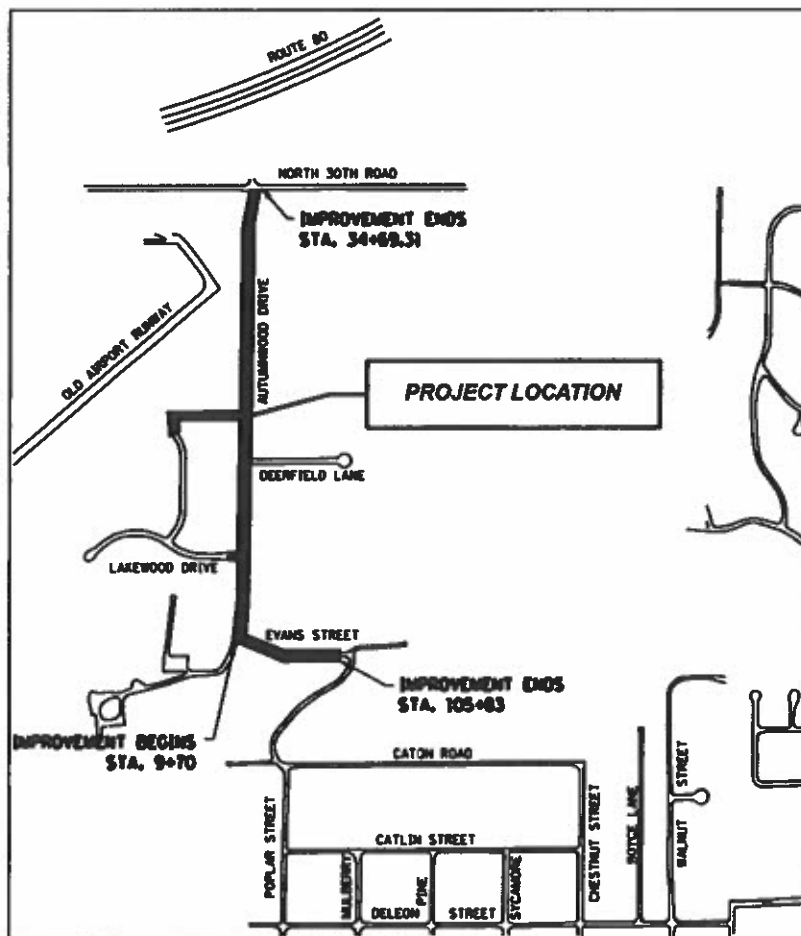 ROUTE 80
NORTH 30TH ROAD
IMPROVEMENT ENDS
STA. 34+69.31
OLD AIRPORT RUNWAY
AUTUMNWOOD DRIVE
PROJECT LOCATION
DEERFIELD LANE
LAKEWOOD DRIVE
EVANS STREET
IMPROVEMENT ENDS
STA. 105+83
IMPROVEMENT BEGINS
STA. 9+70
CATON ROAD
POPLAR STREET
CATLIN STREET
CHESTNUT STREET
BOYCE LANE
WALNUT STREET
MULBERRY
PINE
SYCAMORE
DELEON STREET